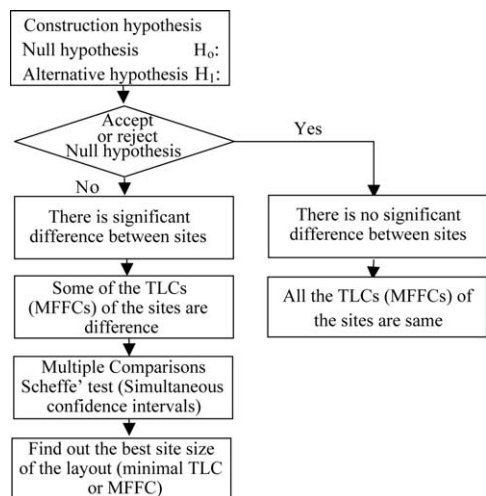 Construction hypothesis
Null hypothesis Ho:
Alternative hypothesis H1:
Accept
or reject
Null hypothesis
Yes
No
There is significant
difference between sites
There is no significant
difference between sites
Some of the TLCs
(MFFCs) of the sites are
difference
All the TLCs (MFFCs) of
the sites are same
Multiple Comparisons
Scheffe’ test (Simultaneous
confidence intervals)
Find out the best site size
of the layout (minimal TLC
or MFFC)